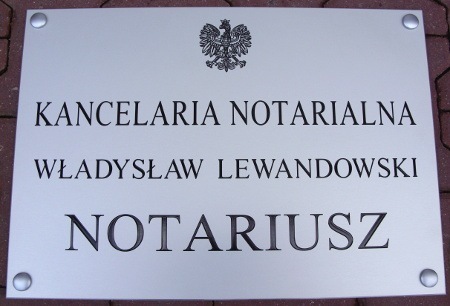 KANCELARIA NOTARIALNA
WŁADYSŁAW LEWANDOWSKI
NOTARIUSZ